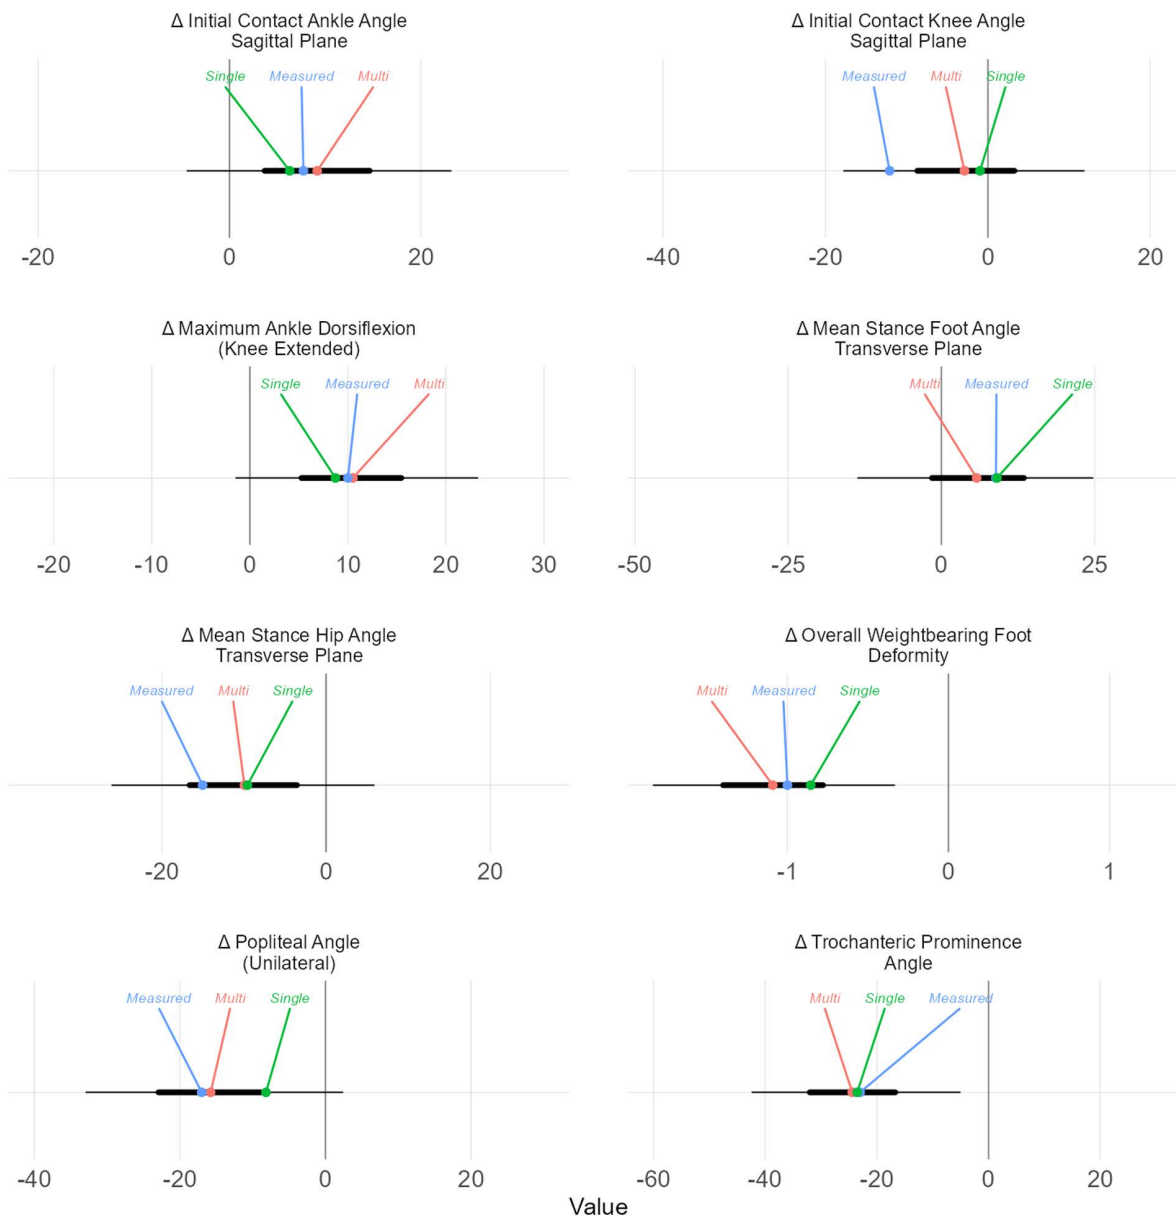 Δ Initial Contact Ankle Angle
Sagittal Plane
Single Measured Multi
-20 0 20
Δ Initial Contact Knee Angle
Sagittal Plane
Measured Multi Single
-40 -20 0 20
Δ Maximum Ankle Dorsiflexion
(Knee Extended)
Single Measured Multi
-20 -10 0 10 20 30
Δ Mean Stance Foot Angle
Transverse Plane
Multi Measured Single
-50 -25 0 25
Δ Mean Stance Hip Angle
Transverse Plane
Measured Multi Single
-20 0 20
Δ Overall Weightbearing Foot
Deformity
Multi Measured Single
-1 0 1
Δ Popliteal Angle
(Unilateral)
Measured Multi Single
-40 -20 0 20
Δ Trochanteric Prominence
Angle
Multi Single Measured
-60 -40 -20 0 20
Value